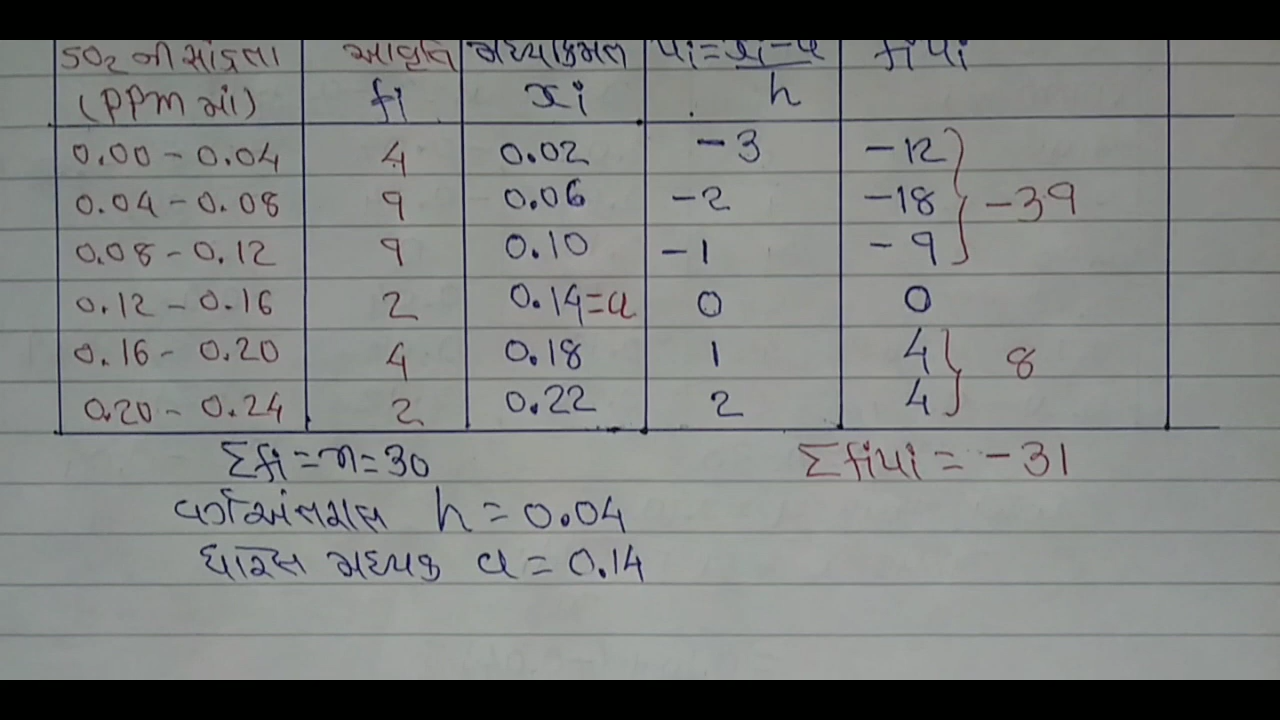 SO₂ ની સાંદ્રતા આવૃત્તિ મધ્યકિંમત ui = xi - a fiui
(PPM માં) fi xi h
0.00 - 0.04 4 0.02 -3 -12
0.04 - 0.08 9 0.06 -2 -18 } -39
0.08 - 0.12 9 0.10 -1 -9
0.12 - 0.16 2 0.14 = a 0 0
0.16 - 0.20 4 0.18 1 4 } 8
0.20 - 0.24 2 0.22 2 4
Σfi = n = 30 Σfiui = -31
વર્ગઅંતરાલ h = 0.04
ધારેલ મધ્યક a = 0.14